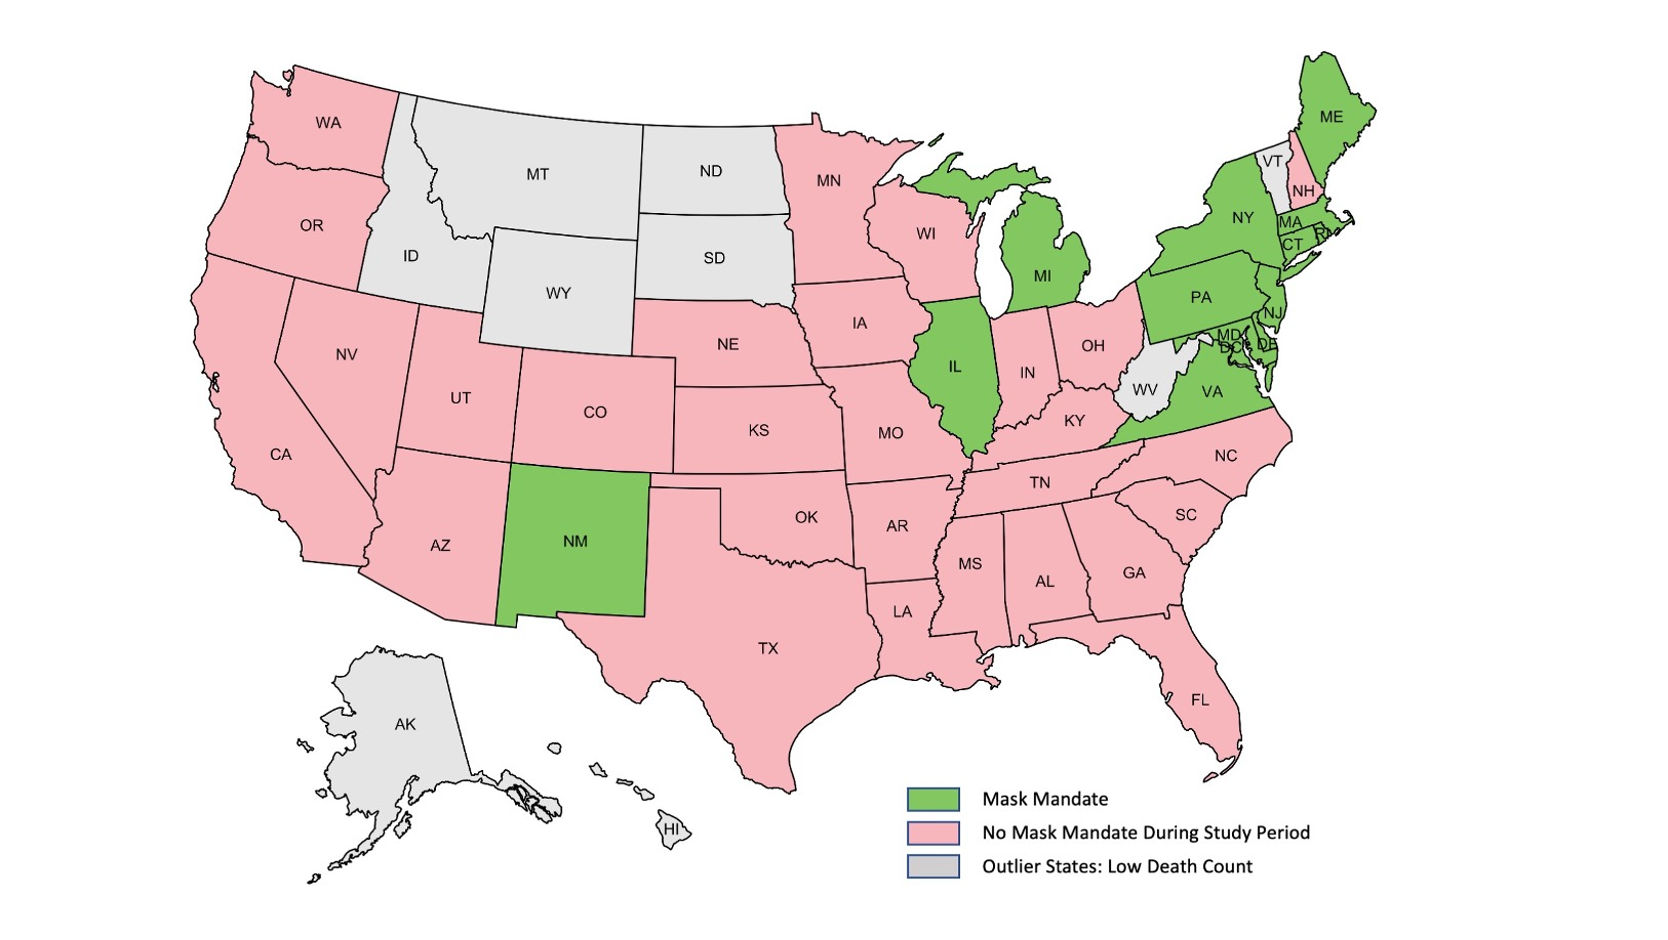 ME
WA
VT
MT
ND
MN
NH
NY
MA
OR
WI
CT
ID
SD
MI
WY
PA
NJ
IA
MD
DC
DE
NE
OH
NV
IL
IN
WV
VA
UT
CO
KY
KS
MO
CA
NC
TN
SC
OK
AR
NM
AZ
MS
GA
AL
LA
TX
FL
AK
HI
Mask Mandate
No Mask Mandate During Study Period
Outlier States: Low Death Count